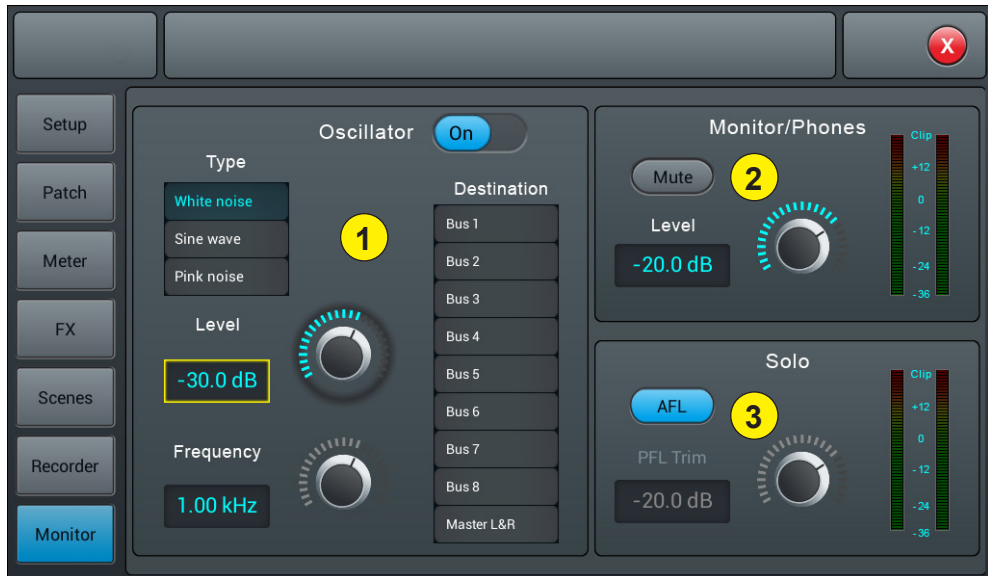 X
Setup
Patch
Meter
FX
Scenes
Recorder
Monitor
Oscillator
On
Type
White noise
Sine wave
Pink noise
1
Level
-30.0 dB
Frequency
1.00 kHz
Destination
Bus 1
Bus 2
Bus 3
Bus 4
Bus 5
Bus 6
Bus 7
Bus 8
Master L&R
Monitor/Phones
Mute
2
Level
-20.0 dB
Clip
+12
0
-12
-24
-36
Solo
AFL
3
PFL Trim
-20.0 dB
Clip
+12
0
-12
-24
-36